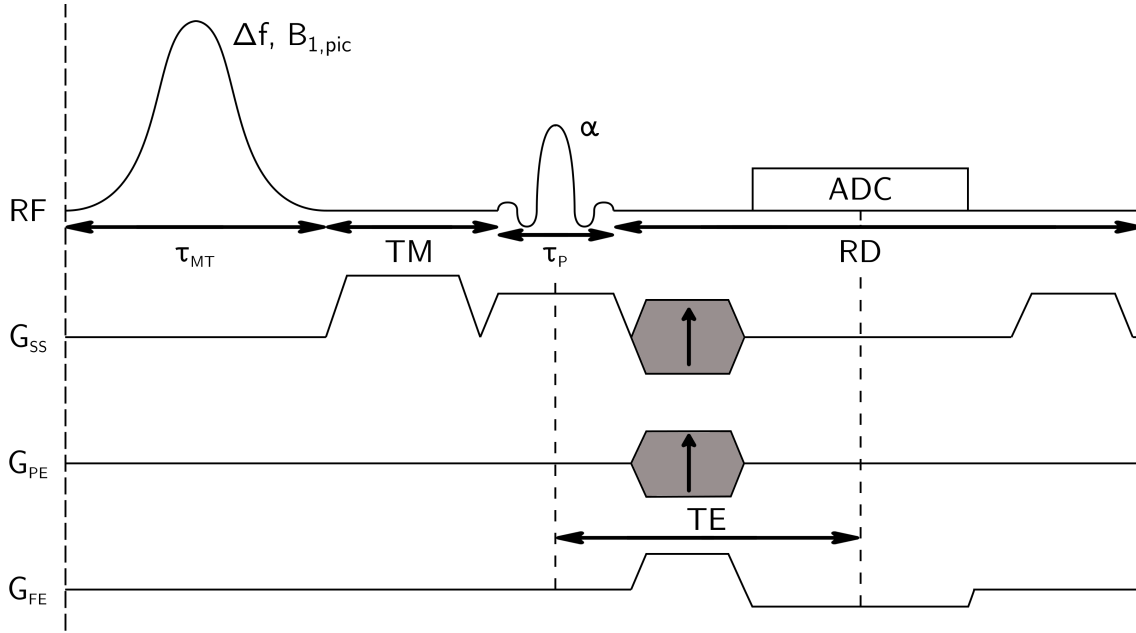 Δf, B1,pic
α
RF
ADC
τMT
TM
τP
RD
GSS
GPE
TE
GFE